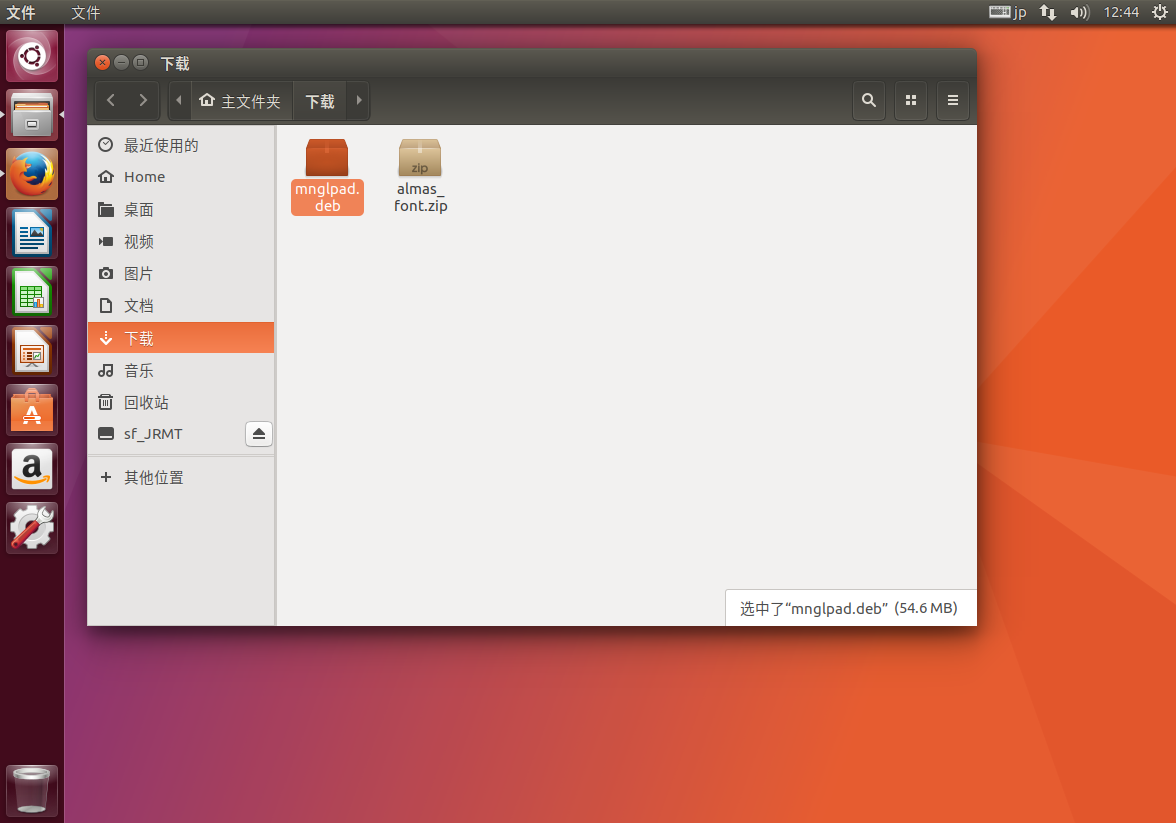 文件 文件 jp 12:44
下载
主文件夹 下载
最近使用的
Home
桌面
视频
图片
文档
下载
音乐
回收站
sf_JRMT
其他位置
mnglpad.
deb
zip
almas_
font.zip
选中了“mnglpad.deb” (54.6 MB)